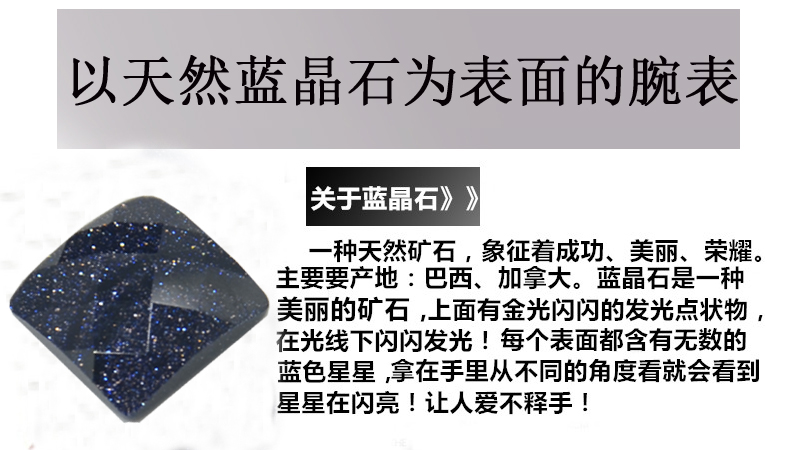 以天然蓝晶石为表面的腕表
关于蓝晶石》》
一种天然矿石，象征着成功、美丽、荣耀。
主要要产地：巴西、加拿大。蓝晶石是一种
美丽的矿石 ,上面有金光闪闪的发光点状物，
在光线下闪闪发光！每个表面都含有无数的
蓝色星星 ,拿在手里从不同的角度看就会看到
星星在闪亮！让人爱不释手！